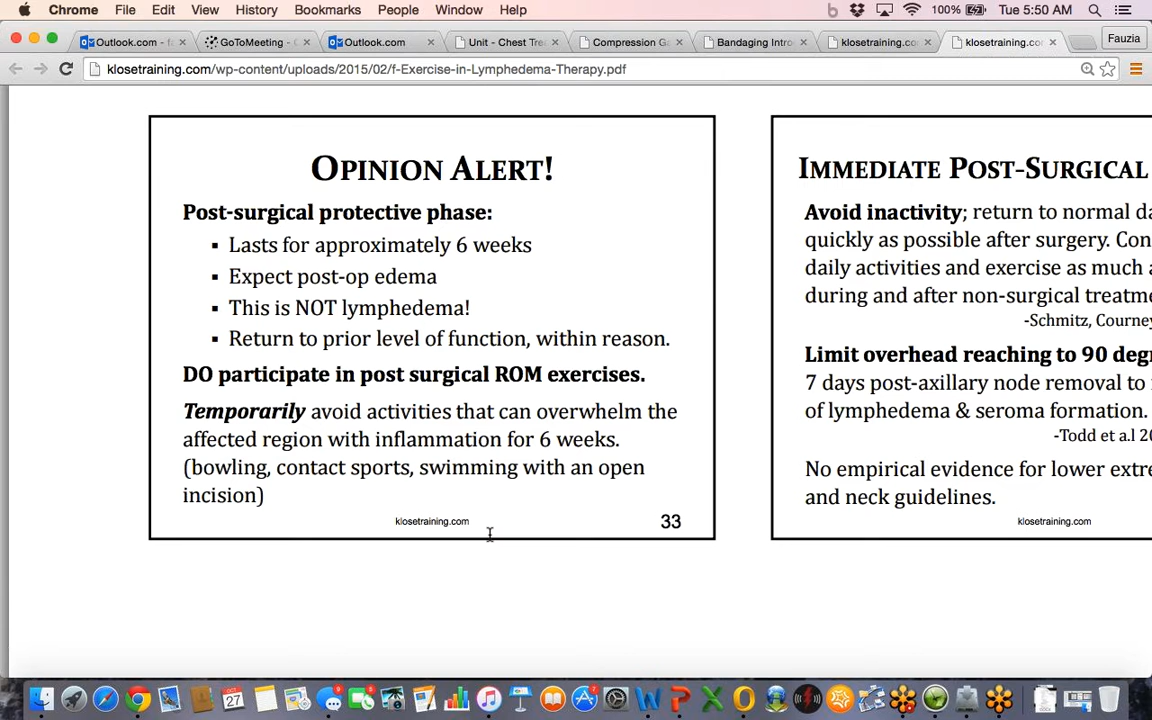 Chrome File Edit View History Bookmarks People Window Help 100% Tue 5:50 AM
Outlook.com - GoToMeeting - Outlook.com Unit - Chest Tre Compression Ga Bandaging Intro klosetraining.co klosetraining.co Fauzia
klosetraining.com/wp-content/uploads/2015/02/f-Exercise-in-Lymphedema-Therapy.pdf
OPINION ALERT!
Post-surgical protective phase:
▪ Lasts for approximately 6 weeks
▪ Expect post-op edema
▪ This is NOT lymphedema!
▪ Return to prior level of function, within reason.
DO participate in post surgical ROM exercises.
Temporarily avoid activities that can overwhelm the
affected region with inflammation for 6 weeks.
(bowling, contact sports, swimming with an open
incision)
klosetraining.com
33
IMMEDIATE POST-SURGICAL
Avoid inactivity; return to normal da
quickly as possible after surgery. Con
daily activities and exercise as much a
during and after non-surgical treatme
-Schmitz, Courney
Limit overhead reaching to 90 deg
7 days post-axillary node removal to
of lymphedema & seroma formation.
-Todd et a.l 20
No empirical evidence for lower extre
and neck guidelines.
klosetraining.com
OCT
27